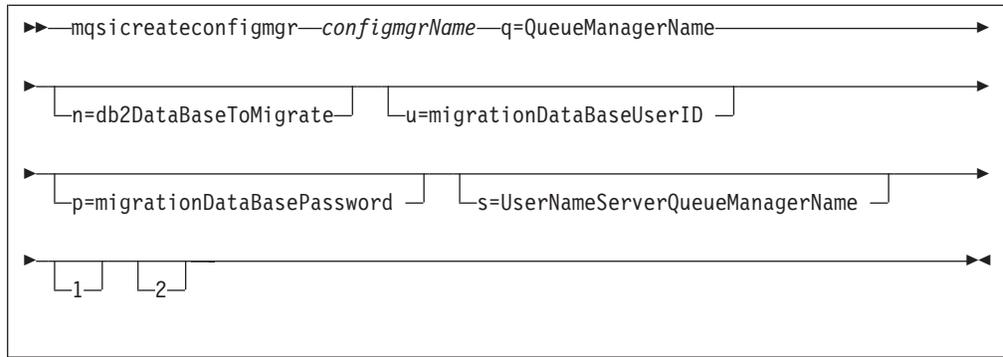 mqsicreateconfigmgr configmgrName q=QueueManagerName
n=db2DataBaseToMigrate u=migrationDataBaseUserID
p=migrationDataBasePassword s=UserNameServerQueueManagerName
1 2